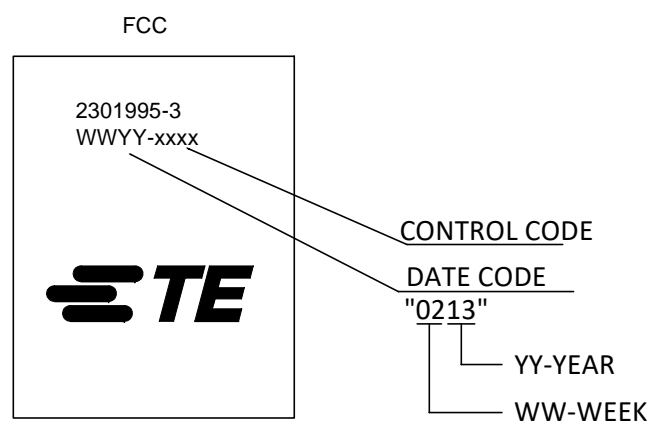 FCC
2301995-3
WWYY-xxxx
TE
CONTROL CODE
DATE CODE
"0213"
YY-YEAR
WW-WEEK